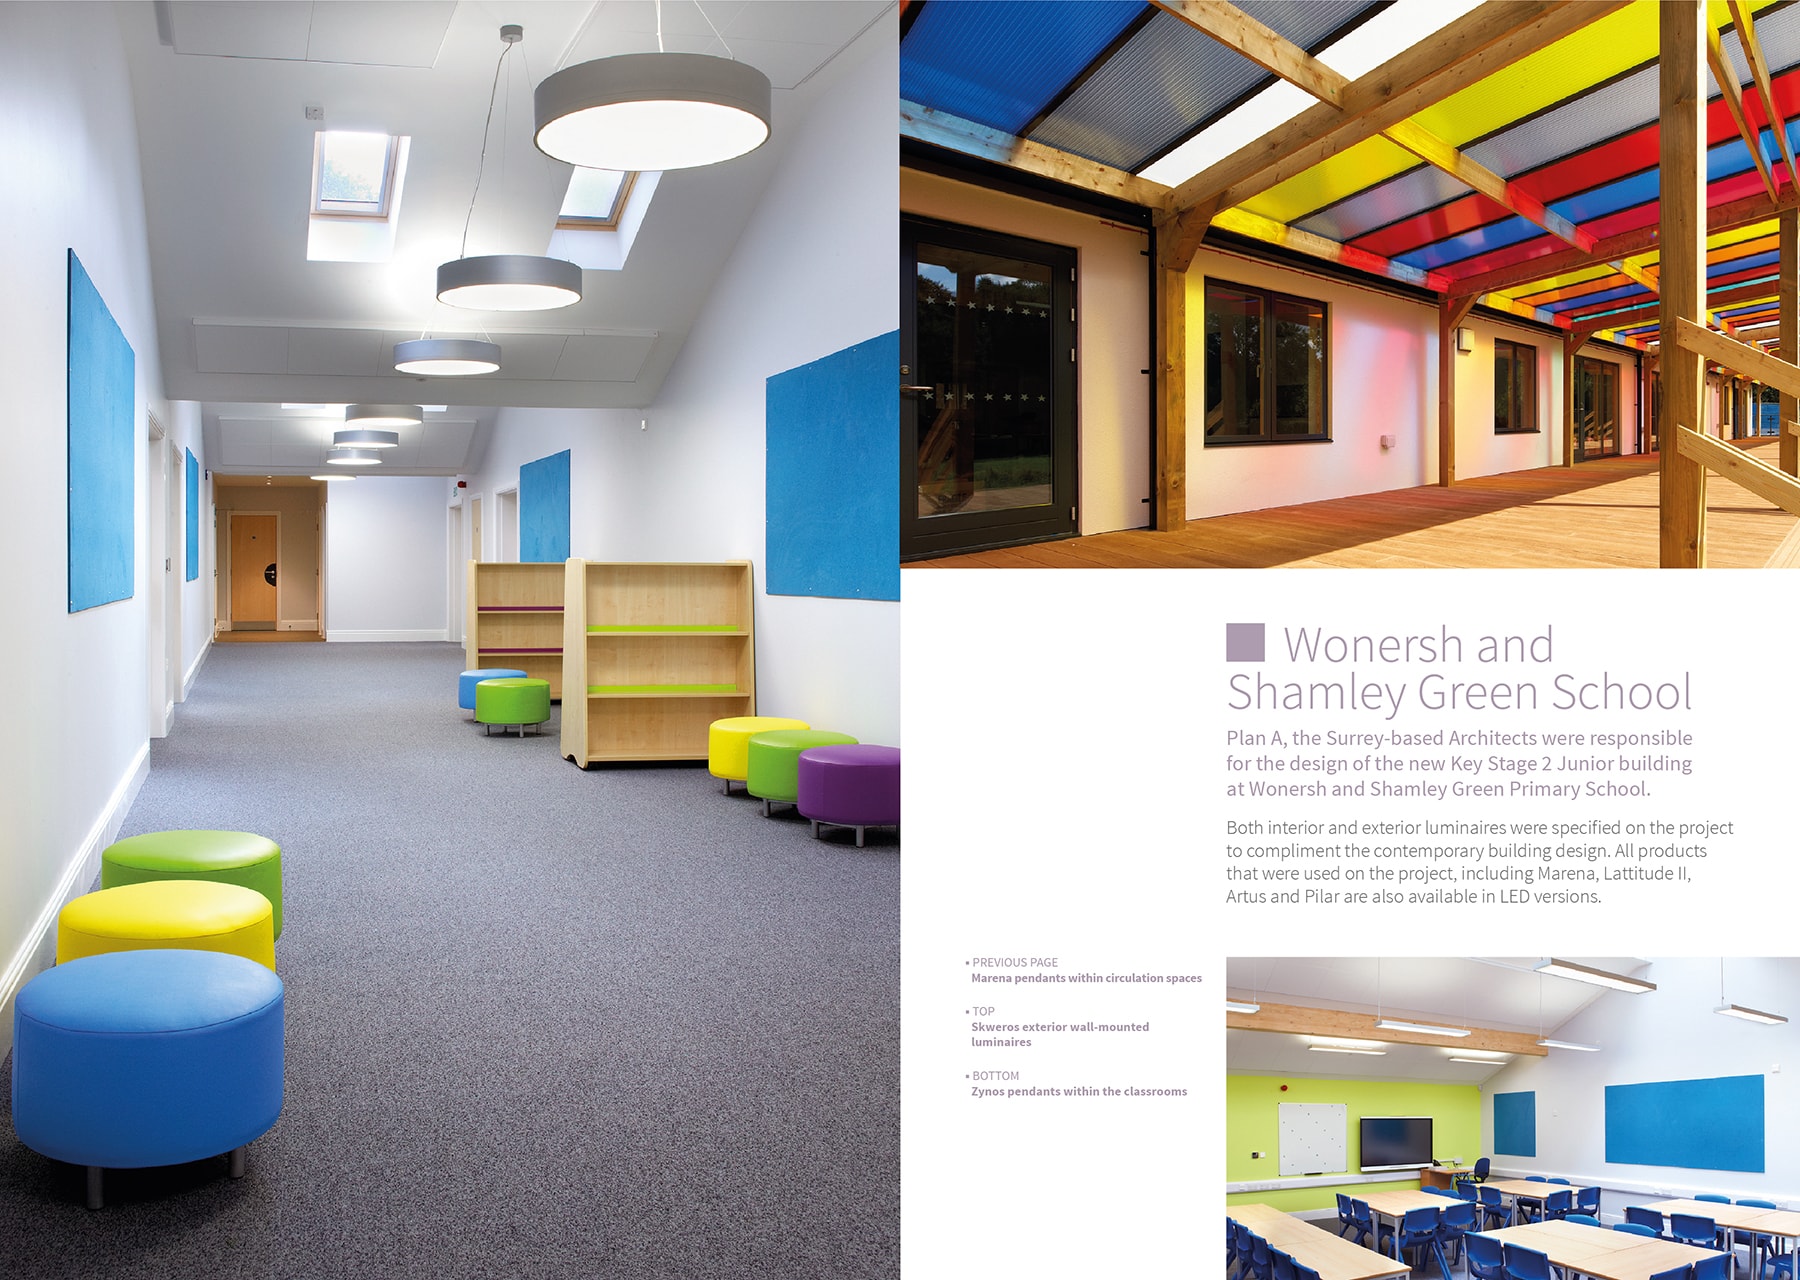 Wonersh and
Shamley Green School
Plan A, the Surrey-based Architects were responsible
for the design of the new Key Stage 2 Junior building
at Wonersh and Shamley Green Primary School.
Both interior and exterior luminaires were specified on the project
to compliment the contemporary building design. All products
that were used on the project, including Marena, Lattitude II,
Artus and Pilar are also available in LED versions.
▪ PREVIOUS PAGE
Marena pendants within circulation spaces
▪ TOP
Skweros exterior wall-mounted
luminaires
▪ BOTTOM
Zynos pendants within the classrooms